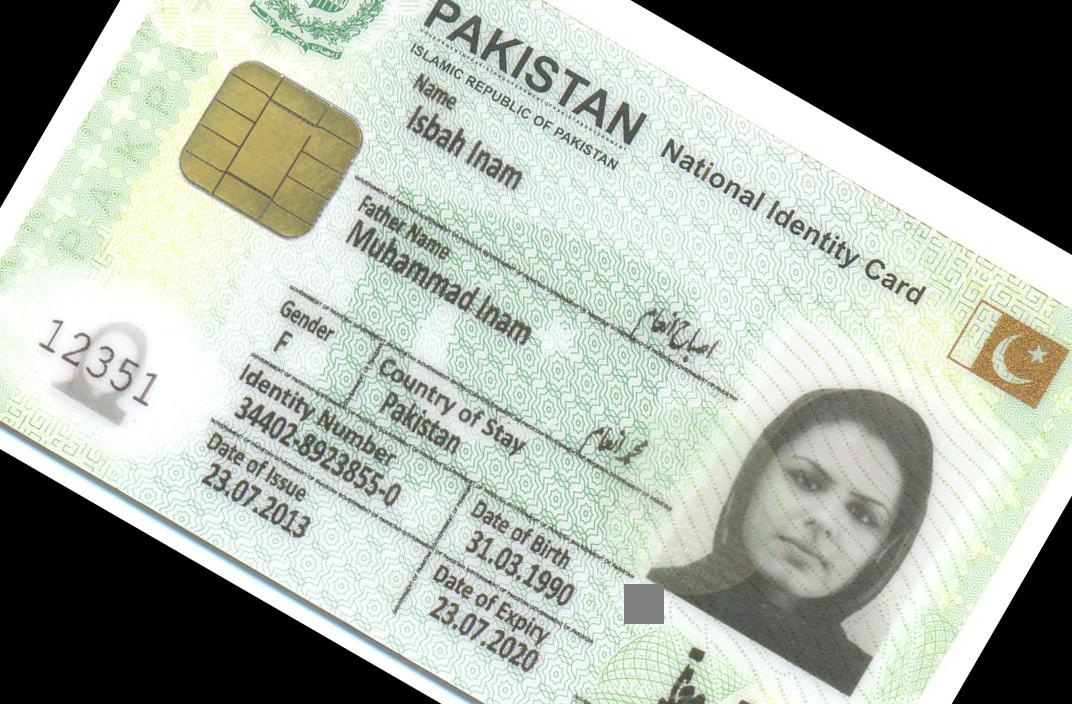 PAKISTAN National Identity Card
ISLAMIC REPUBLIC OF PAKISTAN
Name
Isbah Inam
اصباح انعام
Father Name
Muhammad Inam
محمد انعام
Gender
F
Country of Stay
Pakistan
Identity Number
34402-8923855-0
Date of Birth
31.03.1990
Date of Issue
23.07.2013
Date of Expiry
23.07.2020
12351